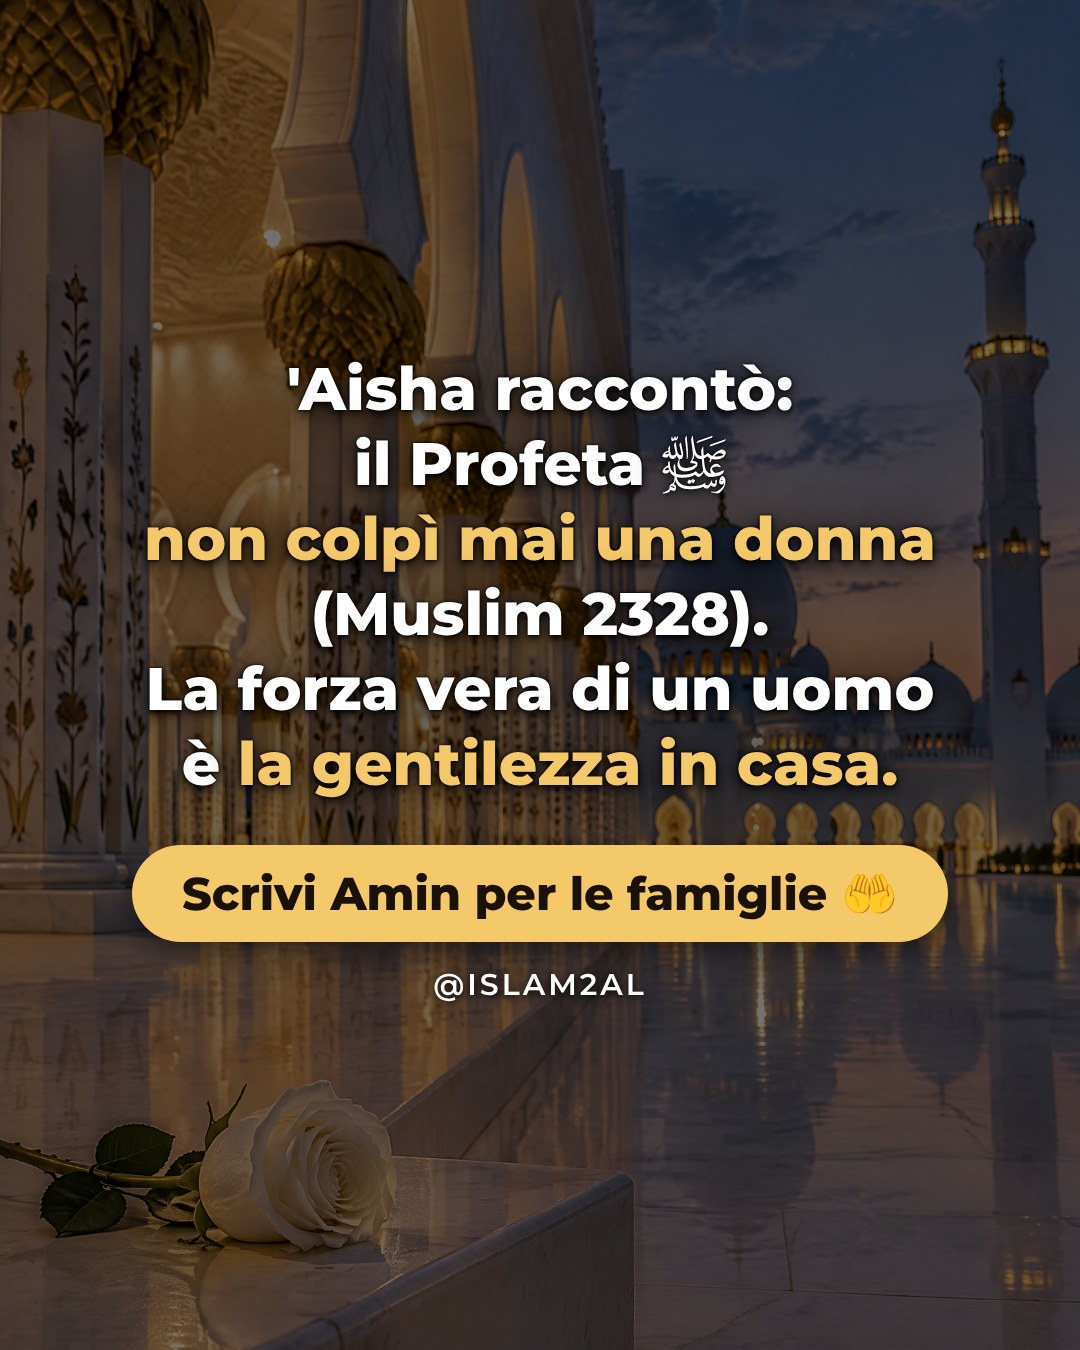 'Aisha raccontò:
il Profeta ﷺ
non colpì mai una donna
(Muslim 2328).
La forza vera di un uomo
è la gentilezza in casa.
Scrivi Amin per le famiglie 🤲
@ISLAM2AL